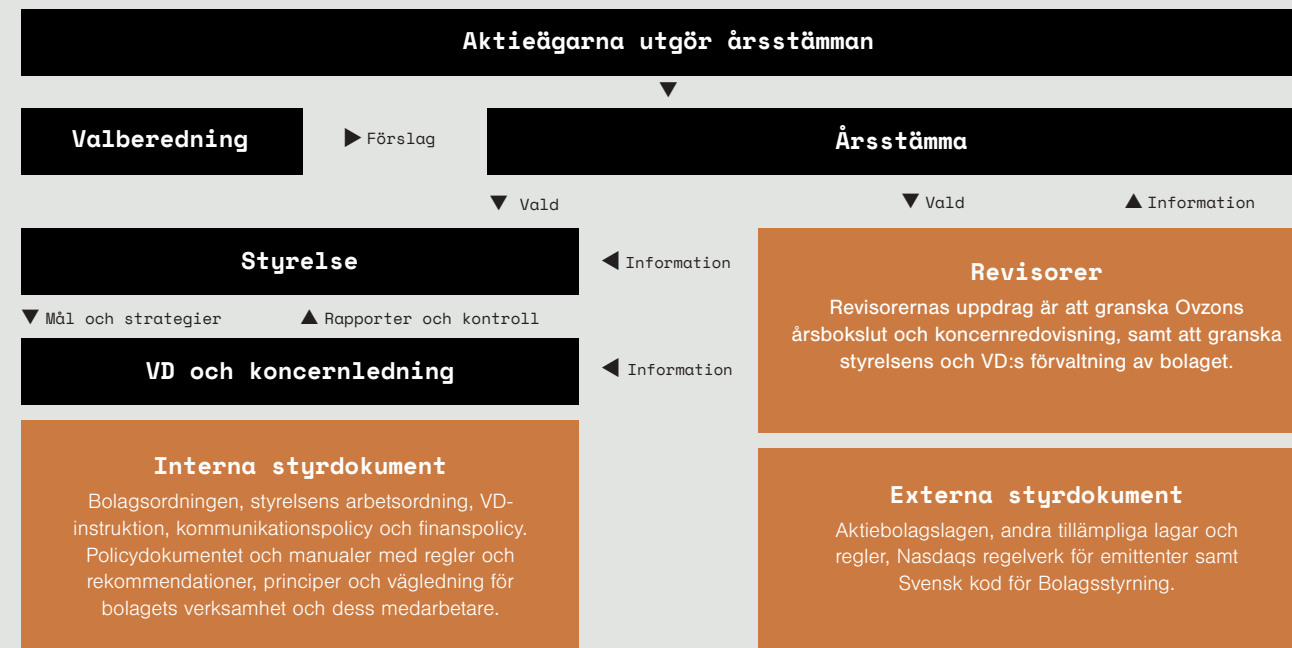 Aktieägarna utgör årsstämman
▼
Valberedning
▶ Förslag
Årsstämma
▼ Vald
▼ Vald
▲ Information
Styrelse
◀ Information
▼ Mål och strategier
▲ Rapporter och kontroll
VD och koncernledning
◀ Information
Revisorer
Revisorernas uppdrag är att granska Ovzons
årsbokslut och koncernredovisning, samt att granska
styrelsens och VD:s förvaltning av bolaget.
Interna styrdokument
Bolagsordningen, styrelsens arbetsordning, VD-
instruktion, kommunikationspolicy och finanspolicy.
Policydokumentet och manualer med regler och
rekommendationer, principer och vägledning för
bolagets verksamhet och dess medarbetare.
Externa styrdokument
Aktiebolagslagen, andra tillämpliga lagar och
regler, Nasdaqs regelverk för emittenter samt
Svensk kod för Bolagsstyrning.